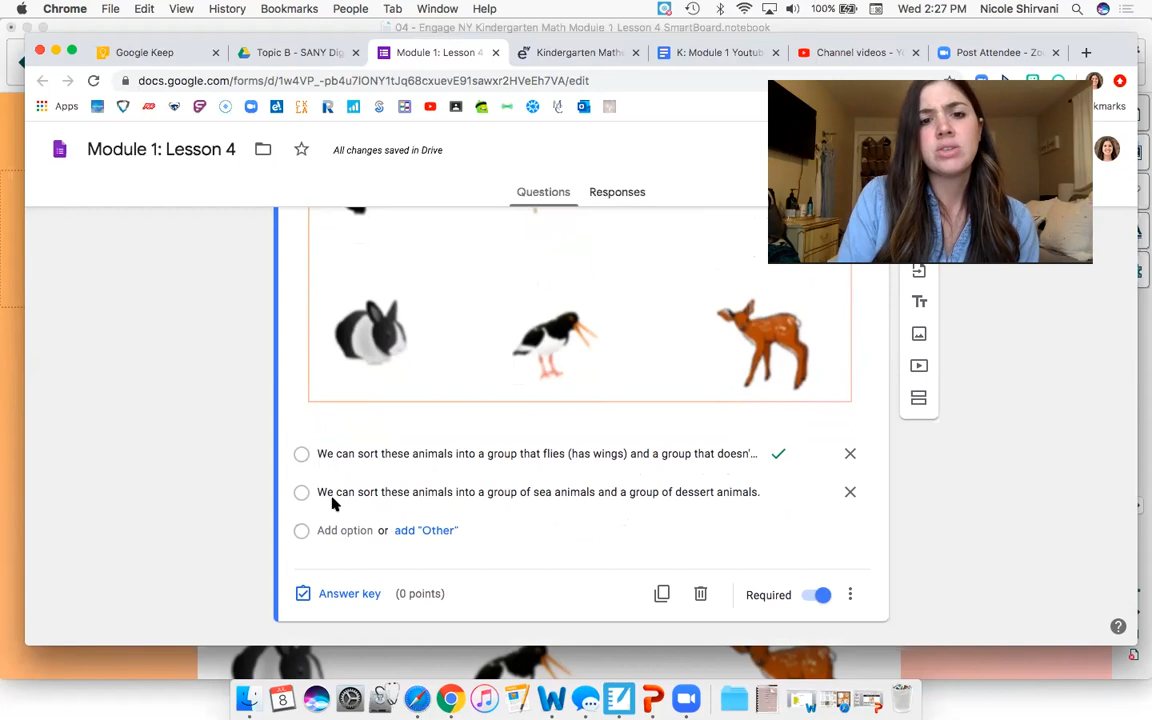 Chrome File Edit View History Bookmarks People Tab Window Help 100% Wed 2:27 PM Nicole Shirvani
04 - Engage NY Kindergarten Math Module 1 Lesson 4 SmartBoard.notebook
Google Keep Topic B - SANY Dig Module 1: Lesson 4 Kindergarten Math K: Module 1 Youtub Channel videos - Y Post Attendee - Zo
docs.google.com/forms/d/1w4VP_-pb4u7IONY1tJq68cxuevE91sawxr2HVeEh7VA/edit
Apps
Module 1: Lesson 4 All changes saved in Drive
Questions Responses
Tт
We can sort these animals into a group that flies (has wings) and a group that doesn'...
We can sort these animals into a group of sea animals and a group of dessert animals.
Add option or add "Other"
Answer key (0 points) Required